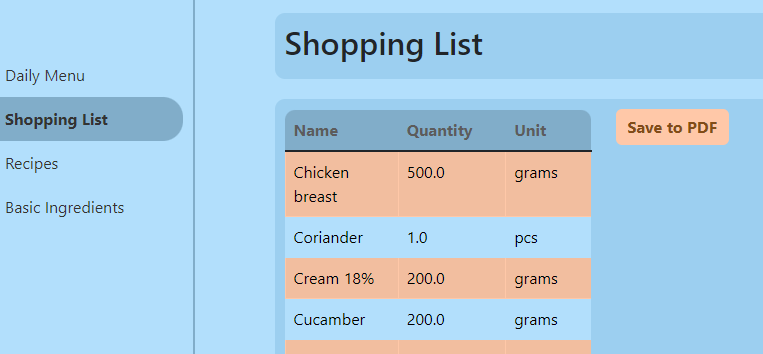 Shopping List
Daily Menu
Shopping List
Recipes
Basic Ingredients
Name Quantity Unit
Save to PDF
Chicken 500.0 grams
breast
Coriander 1.0 pcs
Cream 18% 200.0 grams
Cucamber 200.0 grams